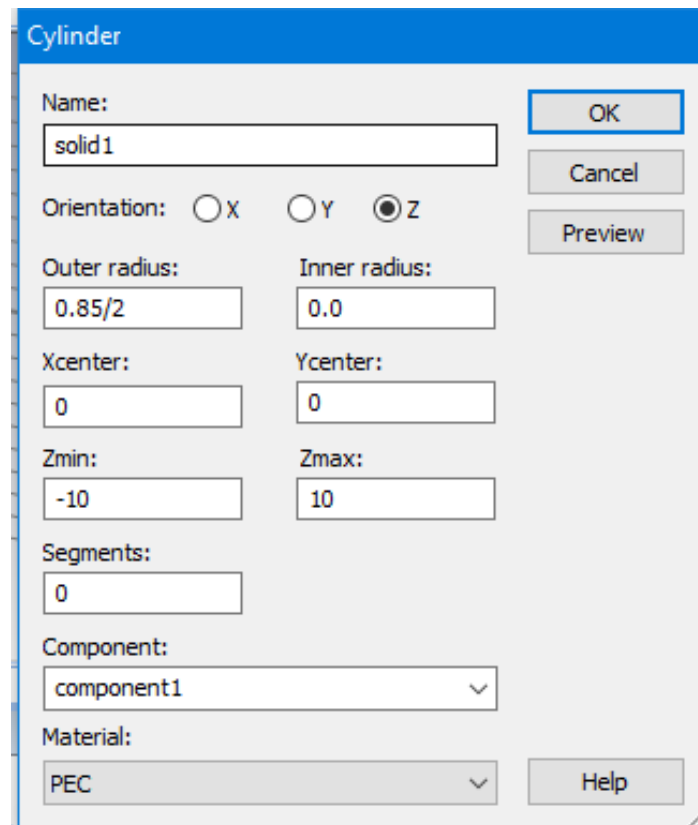 Cylinder
Name:
OK
solid1
Cancel
Orientation: X Y Z
Preview
Outer radius: Inner radius:
0.85/2 0.0
Xcenter: Ycenter:
0 0
Zmin: Zmax:
-10 10
Segments:
0
Component:
component1
Material:
PEC Help